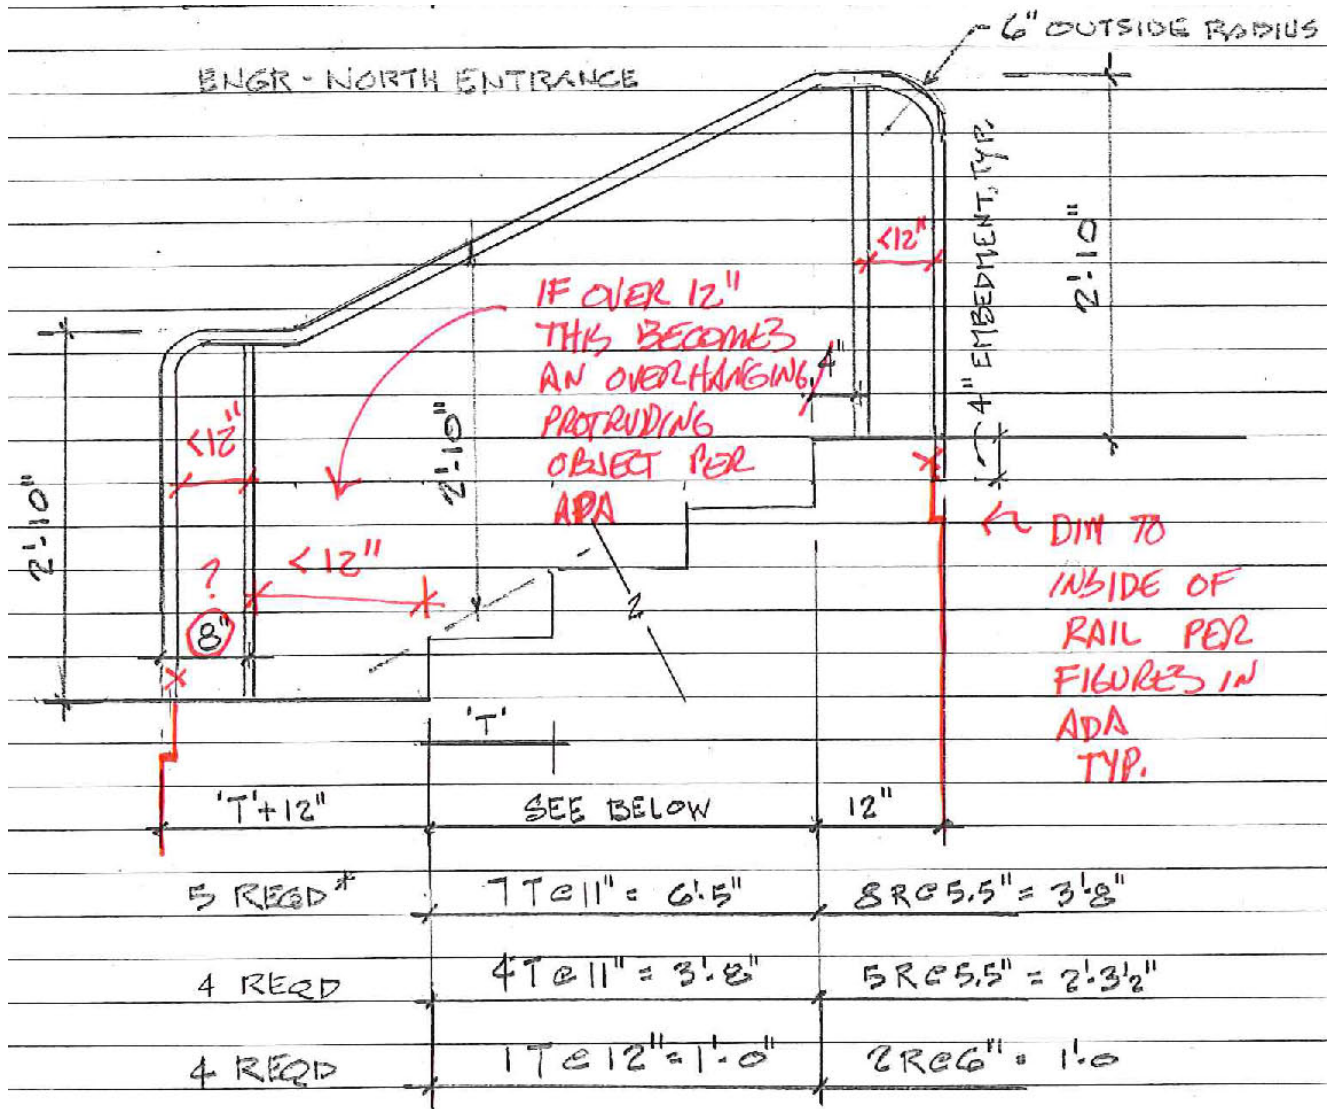 6" OUTSIDE RADIUS
ENGR - NORTH ENTRANCE
4" EMBEDMENT, TYP.
2'-10"
<12"
IF OVER 12"
THIS BECOMES
AN OVERHANGING
PROTRUDING
OBJECT PER
ADA
4"
<12"
2'-10"
2'-10"
?
8"
<12"
2
DIM TO
INSIDE OF
RAIL PER
FIGURES IN
ADA
TYP.
'T'
'T'+12" SEE BELOW 12"
5 REQD* 7T@11" = 6'-5" 8R@5.5" = 3'-8"
4 REQD 4T@11" = 3'-8" 5R@5.5" = 2'-3½"
4 REQD 1T@12" = 1'-0" 2R@6" = 1'-0